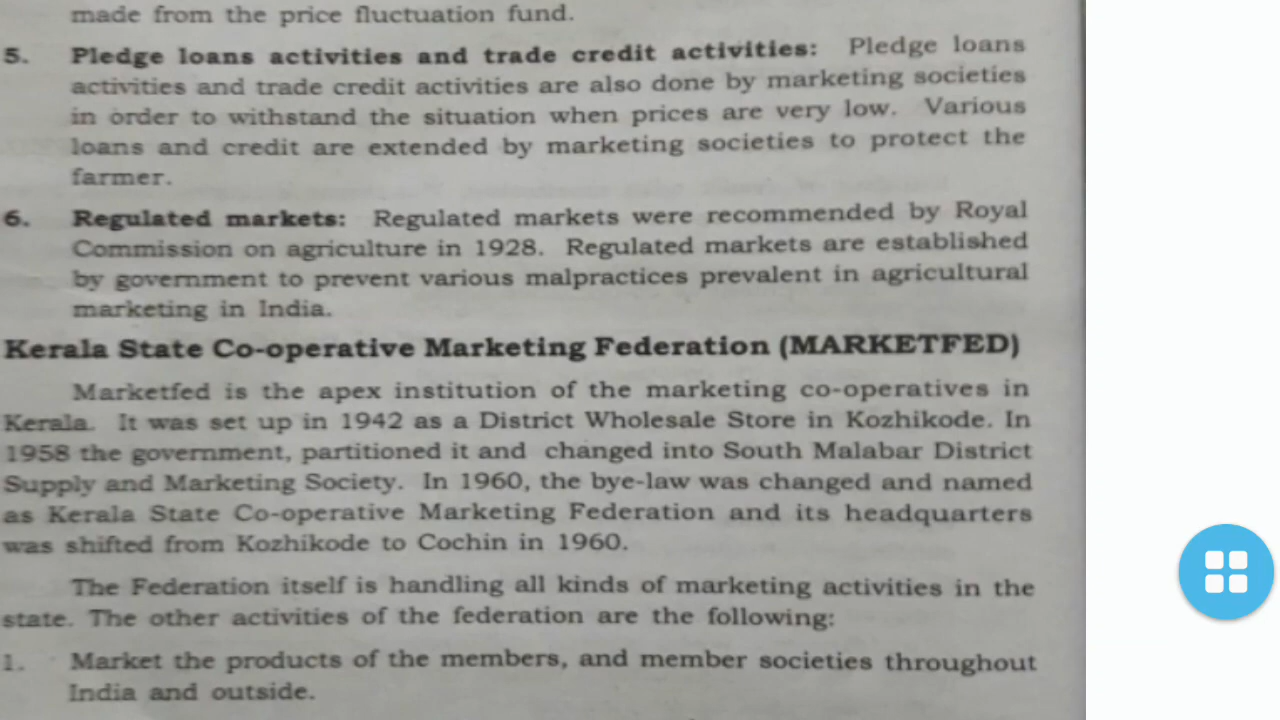 made from the price fluctuation fund.
5. Pledge loans activities and trade credit activities: Pledge loans
activities and trade credit activities are also done by marketing societies
in order to withstand the situation when prices are very low. Various
loans and credit are extended by marketing societies to protect the
farmer.
6. Regulated markets: Regulated markets were recommended by Royal
Commission on agriculture in 1928. Regulated markets are established
by government to prevent various malpractices prevalent in agricultural
marketing in India.
Kerala State Co-operative Marketing Federation (MARKETFED)
Marketfed is the apex institution of the marketing co-operatives in
Kerala. It was set up in 1942 as a District Wholesale Store in Kozhikode. In
1958 the government, partitioned it and changed into South Malabar District
Supply and Marketing Society. In 1960, the bye-law was changed and named
as Kerala State Co-operative Marketing Federation and its headquarters
was shifted from Kozhikode to Cochin in 1960.
The Federation itself is handling all kinds of marketing activities in the
state. The other activities of the federation are the following:
1. Market the products of the members, and member societies throughout
India and outside.